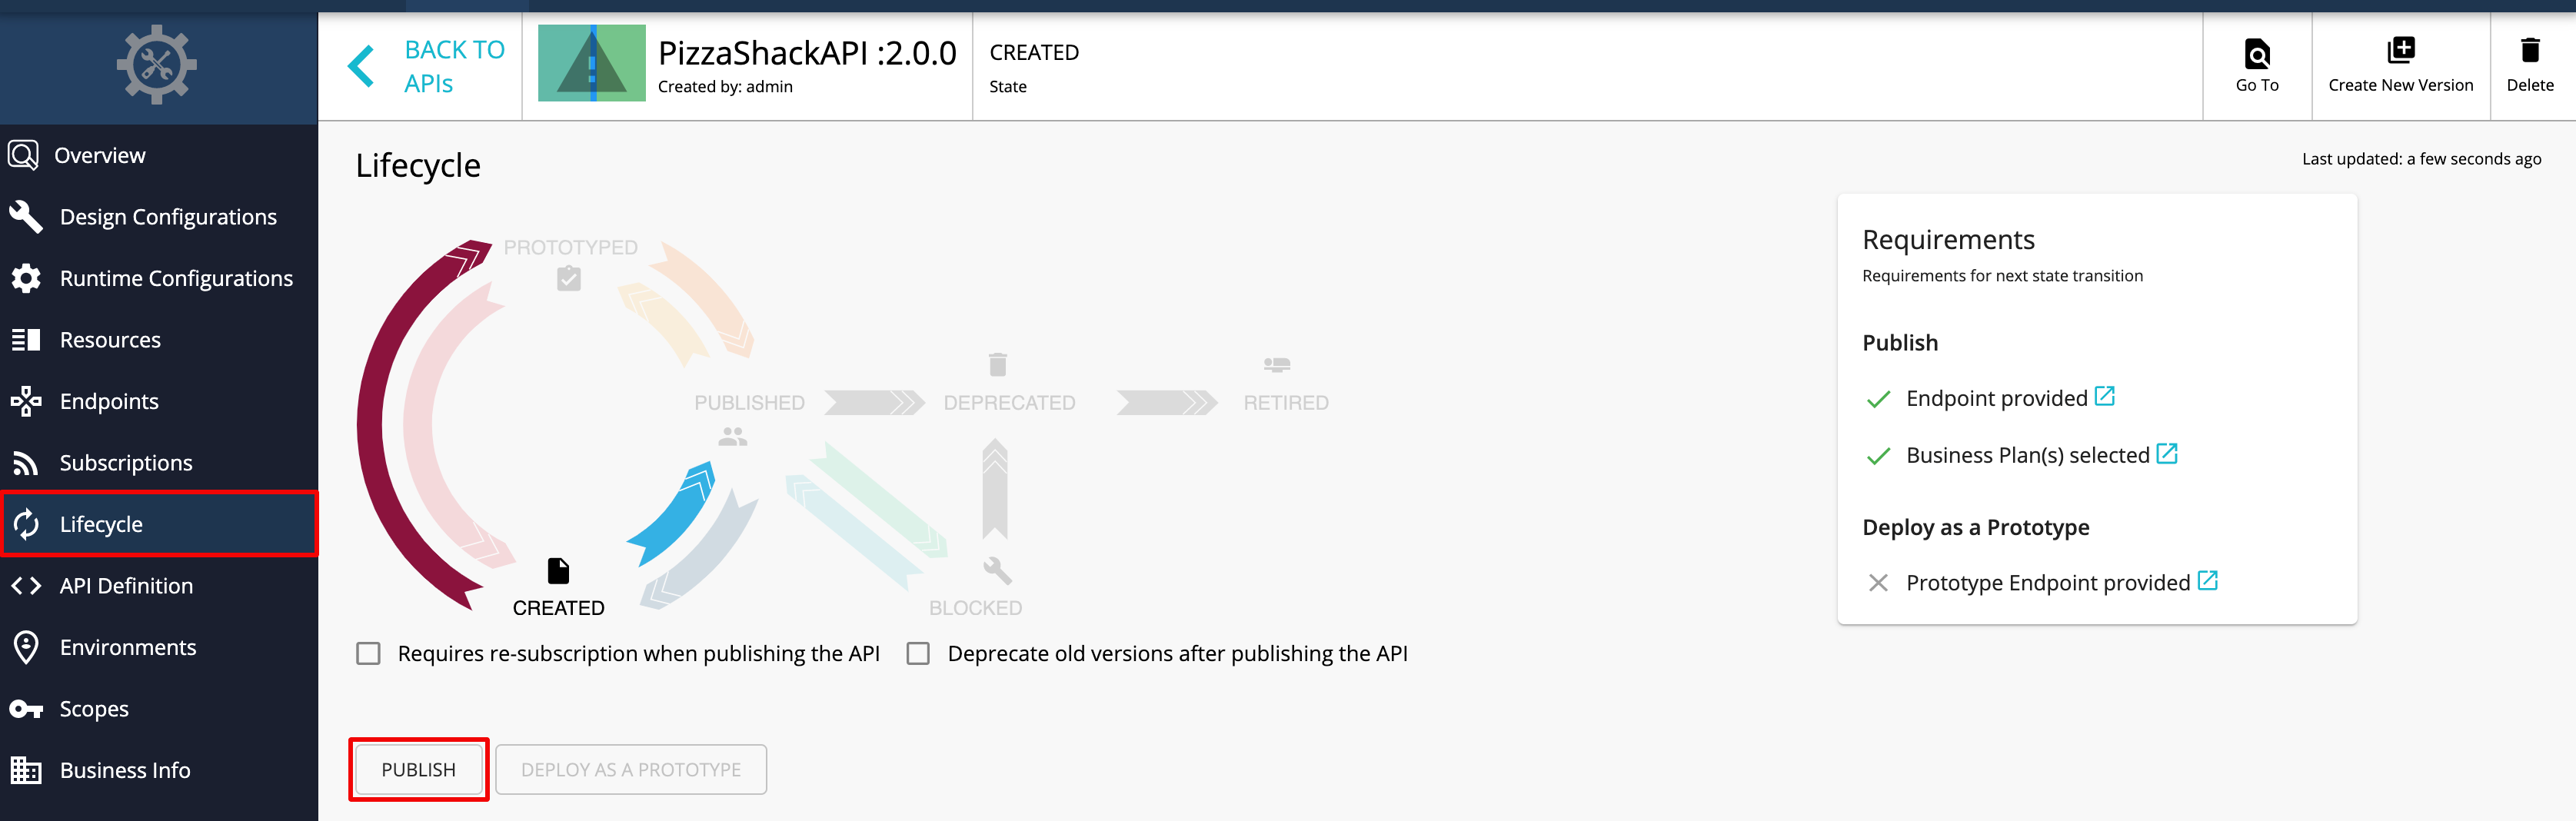 BACK TO
APIs
PizzaShackAPI :2.0.0
Created by: admin
CREATED
State
Go To
Create New Version
Delete
Overview
Design Configurations
Runtime Configurations
Resources
Endpoints
Subscriptions
Lifecycle
API Definition
Environments
Scopes
Business Info
Lifecycle
Last updated: a few seconds ago
PROTOTYPED
PUBLISHED
DEPRECATED
RETIRED
CREATED
BLOCKED
Requires re-subscription when publishing the API
Deprecate old versions after publishing the API
PUBLISH
DEPLOY AS A PROTOTYPE
Requirements
Requirements for next state transition
Publish
Endpoint provided
Business Plan(s) selected
Deploy as a Prototype
Prototype Endpoint provided